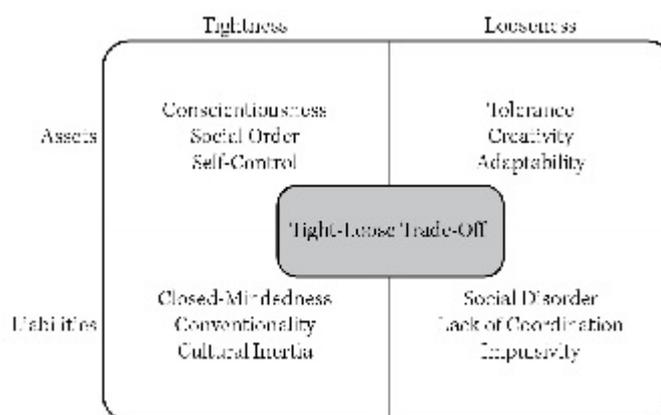 Tightness
Looseness
Assets
Conscientiousness
Social Order
Self-Control
Tolerance
Creativity
Adaptability
Tight-Loose Trade-Off
Liabilities
Closed-Mindedness
Conventionality
Cultural Inertia
Social Disorder
Lack of Coordination
Impulsivity